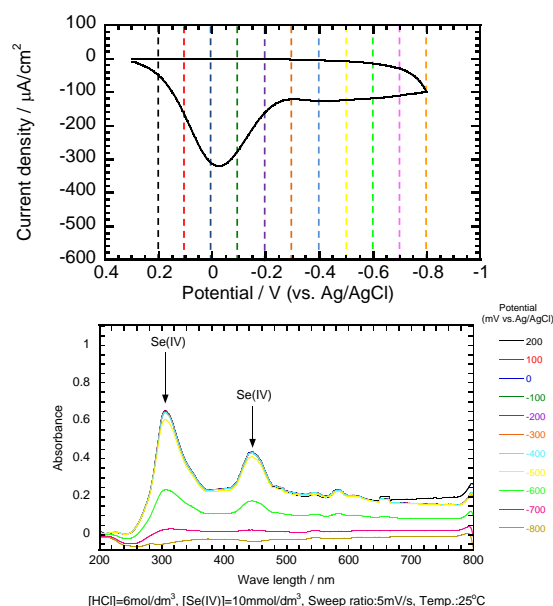 100
0
-100
-200
-300
-400
-500
-600
Current density / μA/cm²
0.4 0.2 0 -0.2 -0.4 -0.6 -0.8 -1
Potential / V (vs. Ag/AgCl)
Potential
(mV vs.Ag/AgCl)
200
100
0
-100
-200
-300
-400
-500
-600
-700
-800
Se(IV)
Se(IV)
1
0.8
0.6
0.4
0.2
0
Absorbance
200 300 400 500 600 700 800
Wave length / nm
[HCl]=6mol/dm³, [Se(IV)]=10mmol/dm³, Sweep ratio:5mV/s, Temp.:25°C